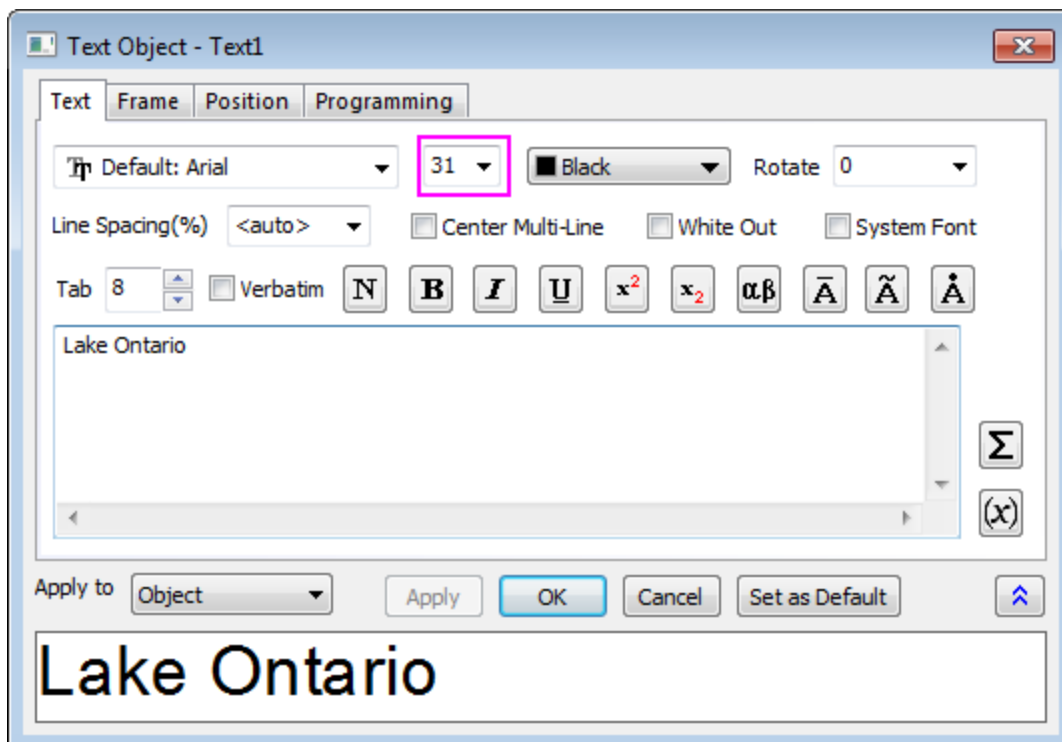 Text Object - Text1
Text Frame Position Programming
Default: Arial 31 Black Rotate 0
Line Spacing(%) <auto> Center Multi-Line White Out System Font
Tab 8 Verbatim N B I U x² x₂ αβ Ā Ã Å
Lake Ontario
Σ
(x)
Apply to Object Apply OK Cancel Set as Default
Lake Ontario